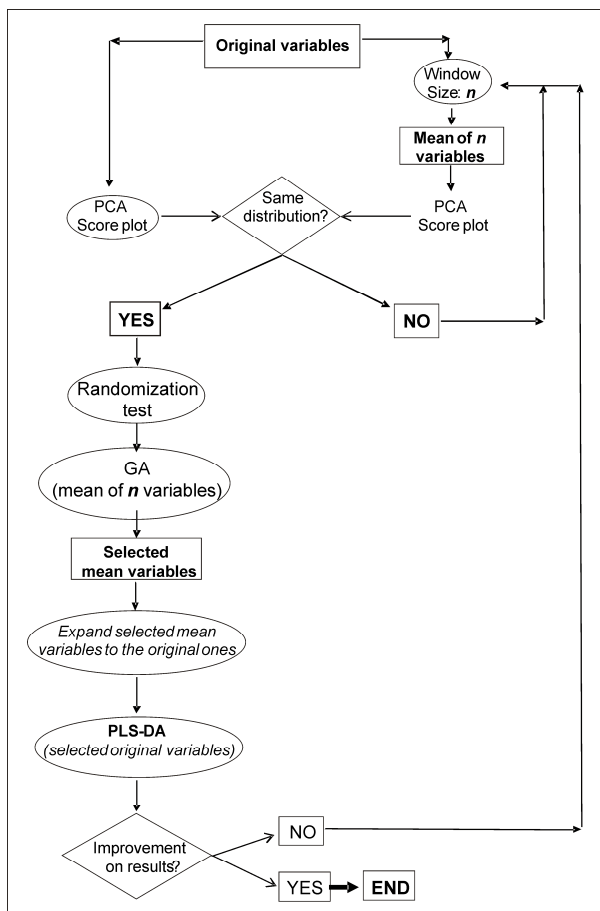 Original variables
Window
Size: n
Mean of n
variables
PCA
Score plot
Same
distribution?
PCA
Score plot
YES
NO
Randomization
test
GA
(mean of n variables)
Selected
mean variables
Expand selected mean
variables to the original ones
PLS-DA
(selected original variables)
Improvement
on results?
NO
YES
END